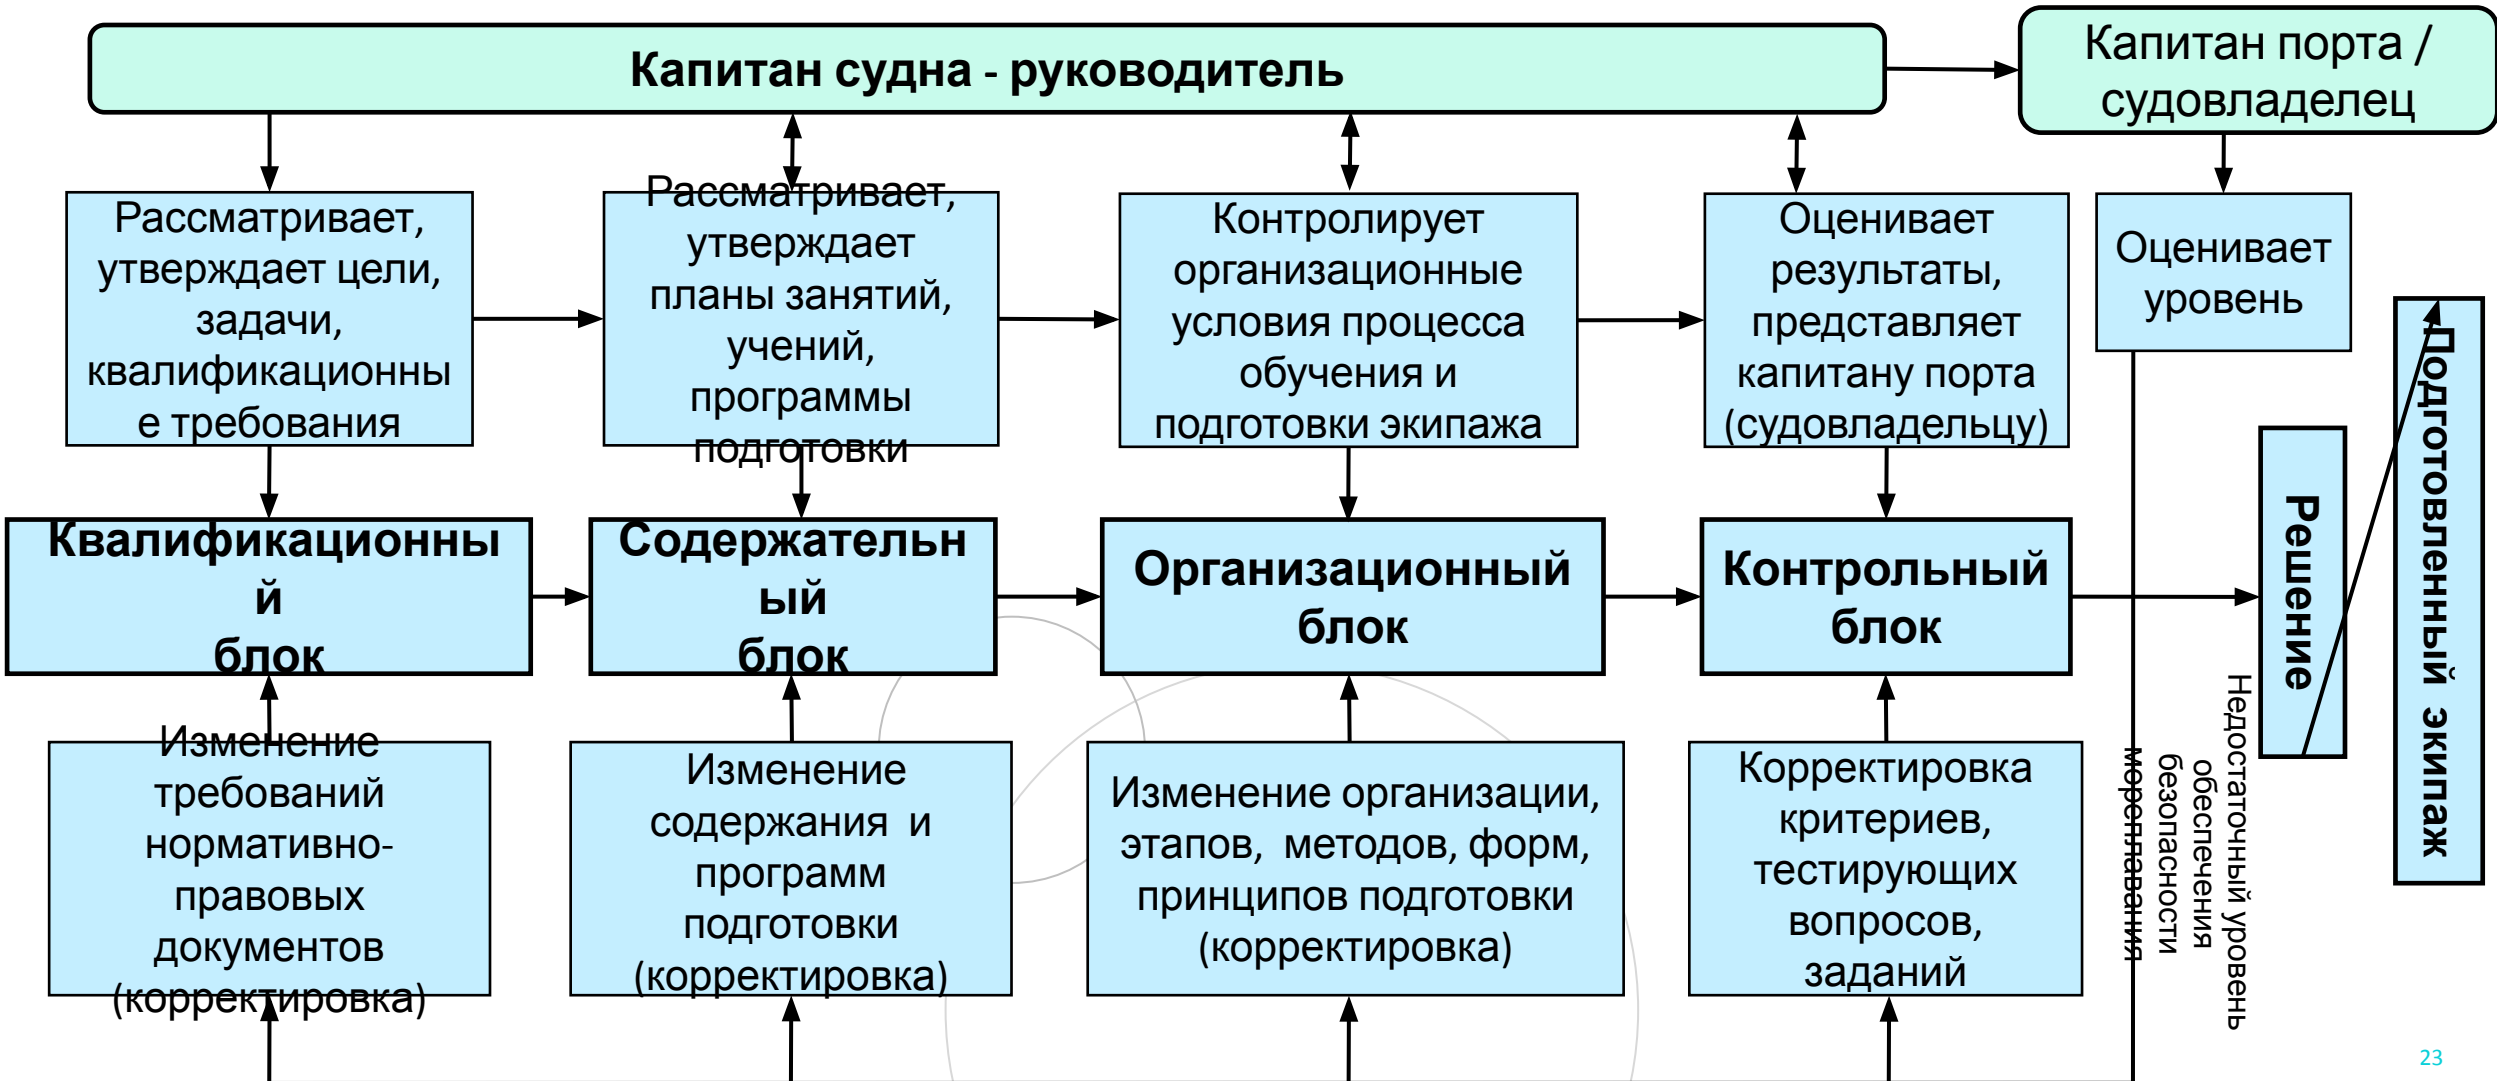 Капитан судна - руководитель
Капитан порта /
судовладелец
Рассматривает,
утверждает цели,
задачи,
квалификационны
е требования
Рассматривает,
утверждает
планы занятий,
учений,
программы
подготовки
Контролирует
организационные
условия процесса
обучения и
подготовки экипажа
Оценивает
результаты,
представляет
капитану порта
(судовладельцу)
Оценивает
уровень
Квалификационны
й
блок
Содержательн
ый
блок
Организационный
блок
Контрольный
блок
Решение
Подготовленный экипаж
Изменение
требований
нормативно-
правовых
документов
(корректировка)
Изменение
содержания и
программ
подготовки
(корректировка)
Изменение организации,
этапов, методов, форм,
принципов подготовки
(корректировка)
Корректировка
критериев,
тестирующих
вопросов,
заданий
Недостаточный уровень
обеспечения
безопасности
мореплавания
23